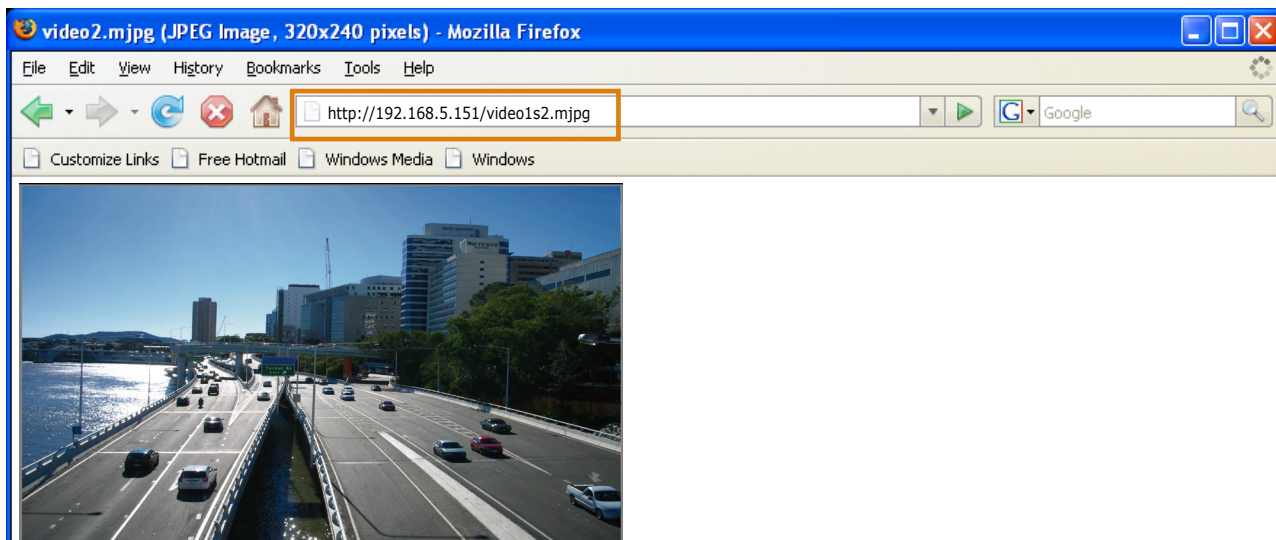 video2.mjpg (JPEG Image, 320x240 pixels) - Mozilla Firefox
File Edit View History Bookmarks Tools Help
http://192.168.5.151/video1s2.mjpg G Google
Customize Links Free Hotmail Windows Media Windows